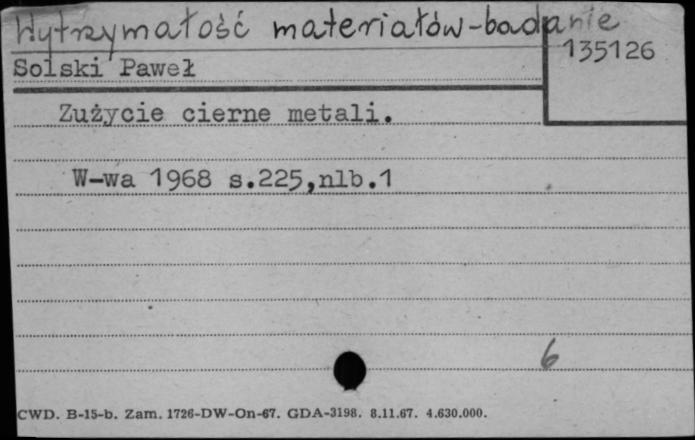 Wytrzymałość materiałów-badanie
135126
Solski Paweł
Zużycie cierne metali.
W-wa 1968 s.225,nlb.1
6
CWD. B-15-b. Zam. 1726-DW-On-67. GDA-3198. 8.11.67. 4.630.000.